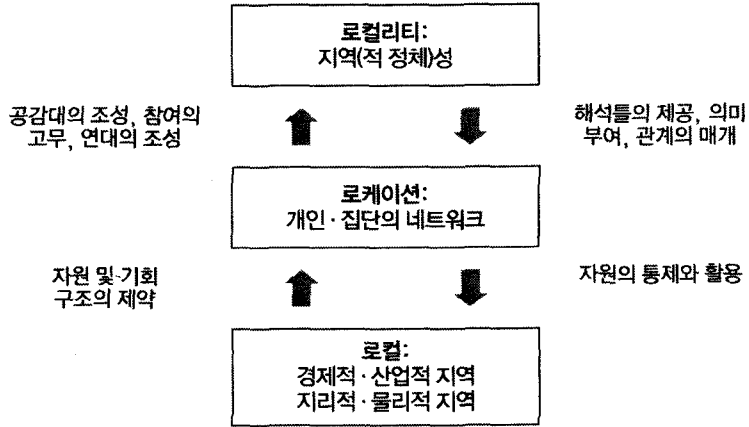 로컬리티:
지역(적 정체)성
공감대의 조성, 참여의
고무, 연대의 조성
해석틀의 제공, 의미
부여, 관계의 매개
로케이션:
개인·집단의 네트워크
자원 및 기회
구조의 제약
자원의 통제와 활용
로컬:
경제적·산업적 지역
지리적·물리적 지역